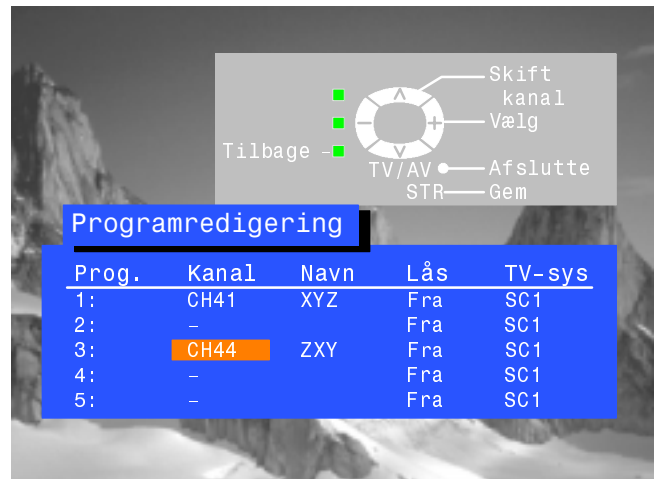 Skift
kanal
Vælg
Tilbage –
TV/AV
Afslutte
STR
Gem
Programredigering
Prog. Kanal Navn Lås TV-sys
1: CH41 XYZ Fra SC1
2: – Fra SC1
3: CH44 ZXY Fra SC1
4: – Fra SC1
5: – Fra SC1